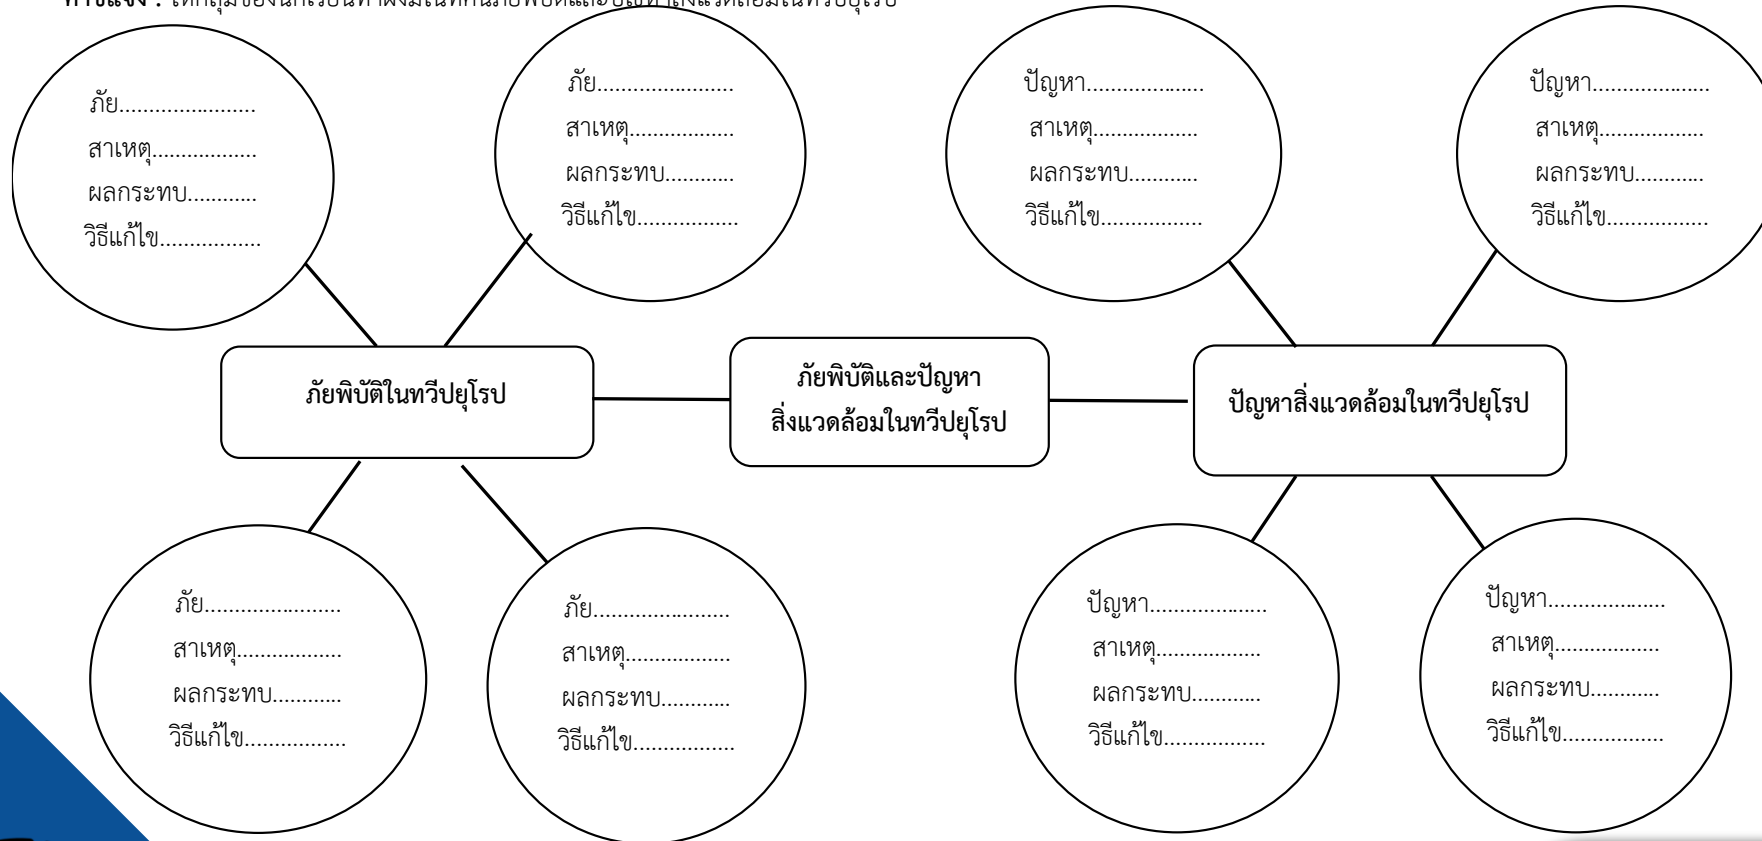 ภัย.......................
สาเหตุ..................
ผลกระทบ............
วิธีแก้ไข.................
ภัย.......................
สาเหตุ..................
ผลกระทบ............
วิธีแก้ไข.................
ปัญหา....................
สาเหตุ..................
ผลกระทบ............
วิธีแก้ไข.................
ปัญหา....................
สาเหตุ..................
ผลกระทบ............
วิธีแก้ไข.................
ภัยพิบัติในทวีปยุโรป
ภัยพิบัติและปัญหา
สิ่งแวดล้อมในทวีปยุโรป
ปัญหาสิ่งแวดล้อมในทวีปยุโรป
ภัย.......................
สาเหตุ..................
ผลกระทบ............
วิธีแก้ไข.................
ภัย.......................
สาเหตุ..................
ผลกระทบ............
วิธีแก้ไข.................
ปัญหา....................
สาเหตุ..................
ผลกระทบ............
วิธีแก้ไข.................
ปัญหา....................
สาเหตุ..................
ผลกระทบ............
วิธีแก้ไข.................